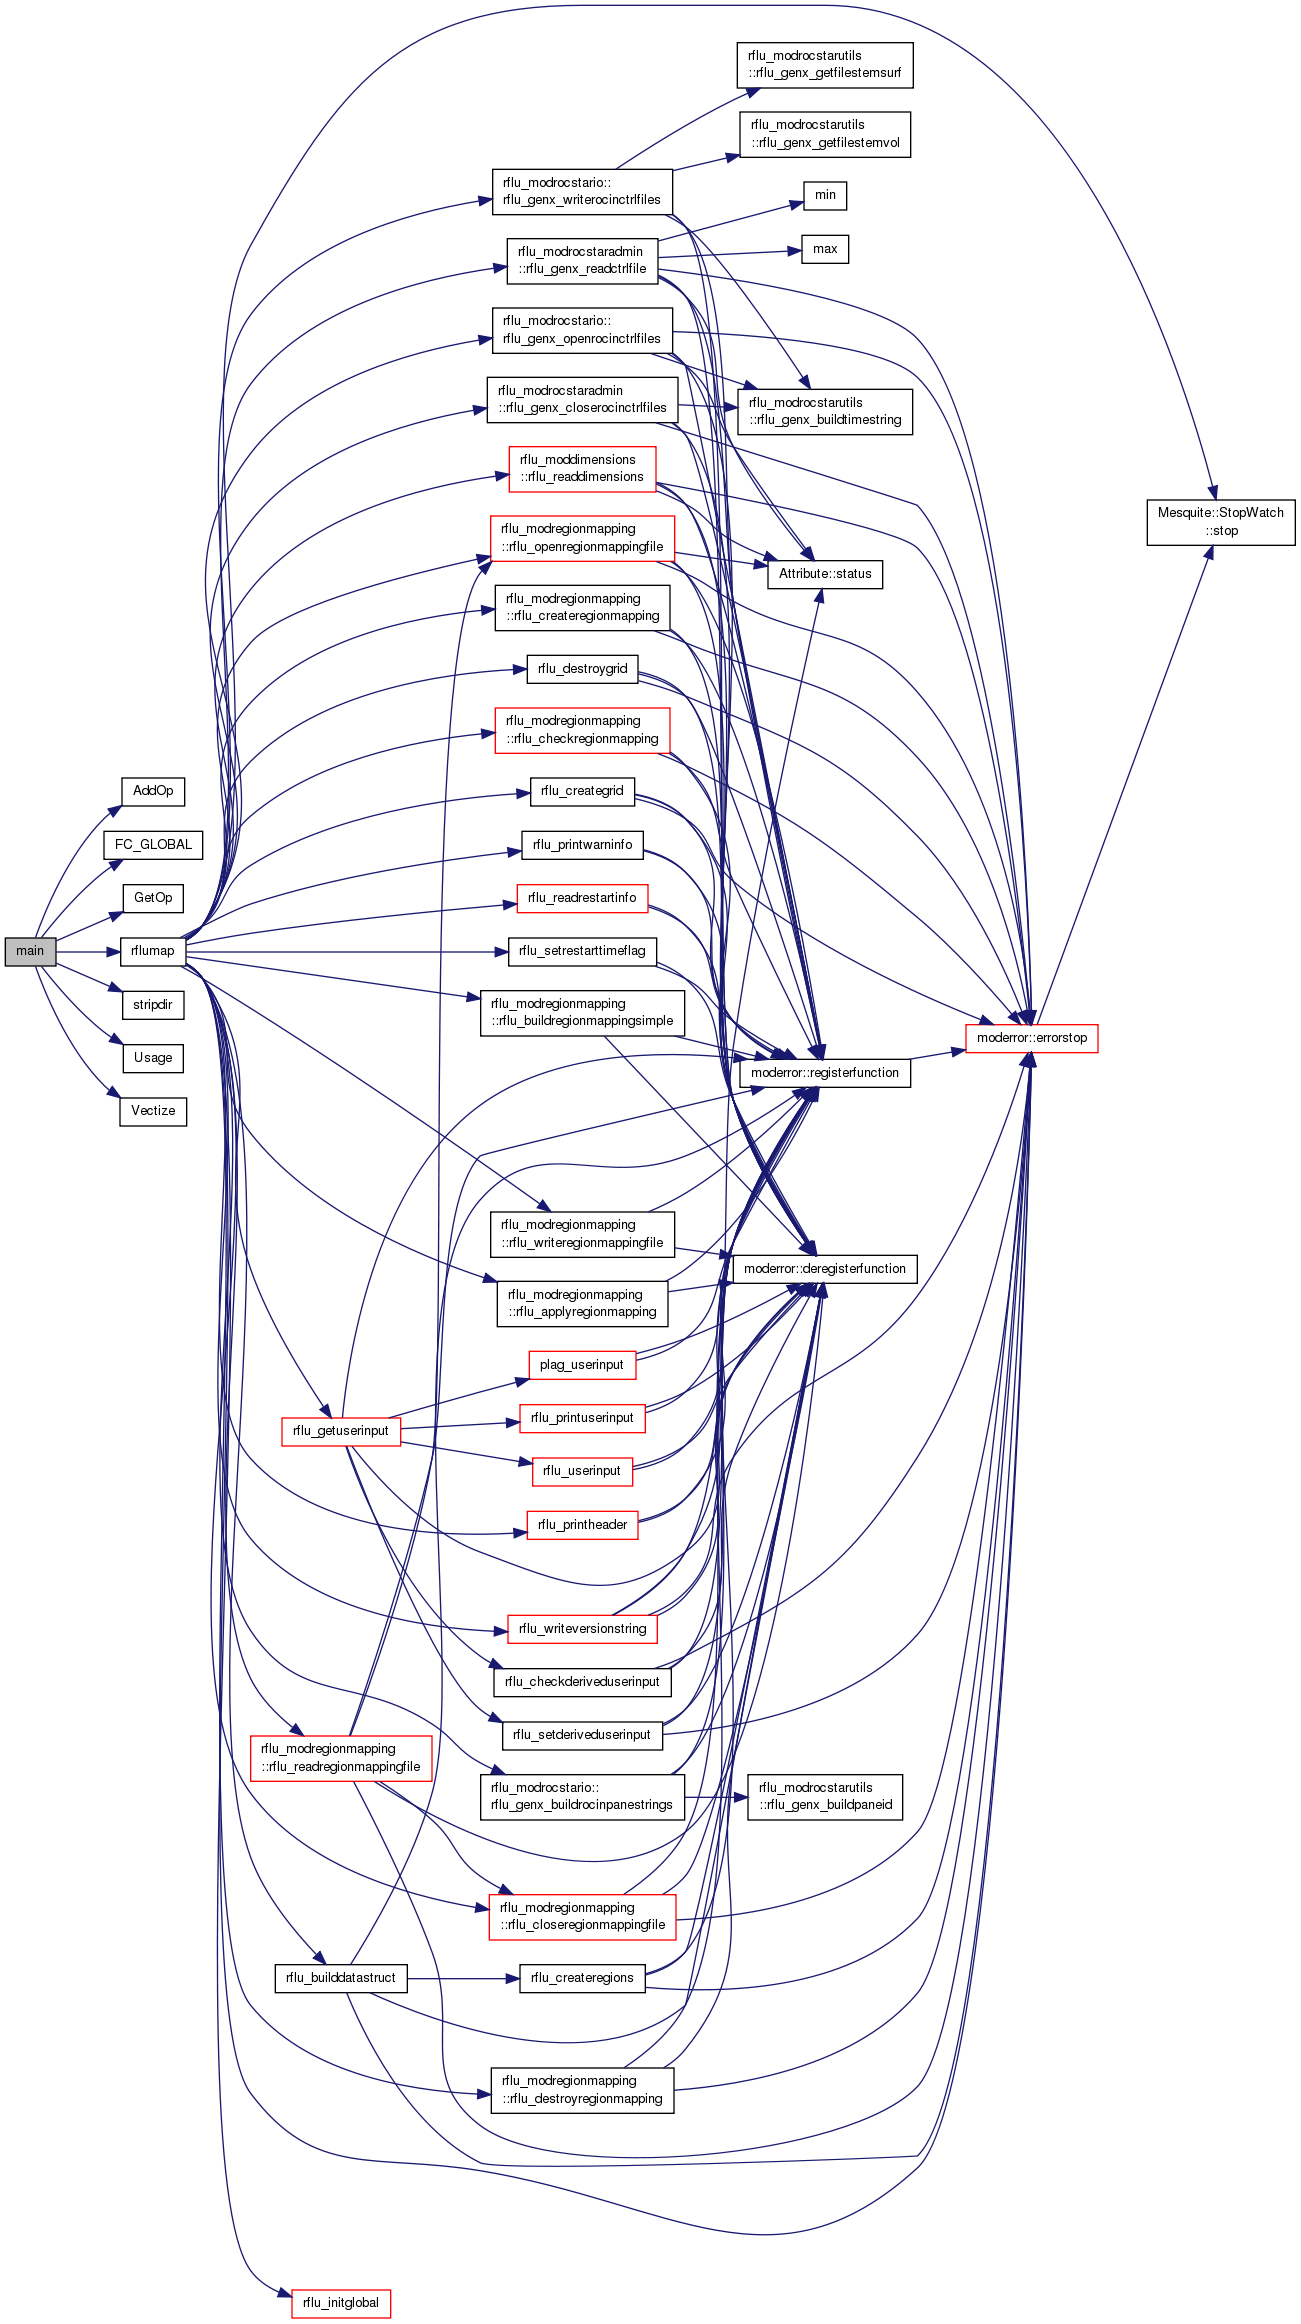 rflu_modrocstarutils
::rflu_genx_getfilestemsurf
rflu_modrocstarutils
::rflu_genx_getfilestemvol
rflu_modrocstario::
rflu_genx_writerocinctrlfiles
min
rflu_modrocstaradmin
::rflu_genx_readctrlfile
max
rflu_modrocstario::
rflu_genx_openrocinctrlfiles
rflu_modrocstaradmin
::rflu_genx_closerocinctrlfiles
rflu_modrocstarutils
::rflu_genx_buildtimestring
rflu_moddimensions
::rflu_readdimensions
Mesquite::StopWatch
::stop
rflu_modregionmapping
::rflu_openregionmappingfile
Attribute::status
rflu_modregionmapping
::rflu_createregionmapping
rflu_destroygrid
rflu_modregionmapping
::rflu_checkregionmapping
AddOp
rflu_creategrid
FC_GLOBAL
rflu_printwarninfo
GetOp
rflu_readrestartinfo
main
rflumap
rflu_setrestarttimeflag
stripdir
rflu_modregionmapping
::rflu_buildregionmappingsimple
moderror::errorstop
Usage
moderror::registerfunction
Vectize
rflu_modregionmapping
::rflu_writeregionmappingfile
moderror::deregisterfunction
rflu_modregionmapping
::rflu_applyregionmapping
plag_userinput
rflu_getuserinput
rflu_printuserinput
rflu_userinput
rflu_printheader
rflu_writeversionstring
rflu_checkderiveduserinput
rflu_setderiveduserinput
rflu_modregionmapping
::rflu_readregionmappingfile
rflu_modrocstario::
rflu_genx_buildrocinpanestrings
rflu_modrocstarutils
::rflu_genx_buildpaneid
rflu_modregionmapping
::rflu_closeregionmappingfile
rflu_builddatastruct
rflu_createregions
rflu_modregionmapping
::rflu_destroyregionmapping
rflu_initglobal